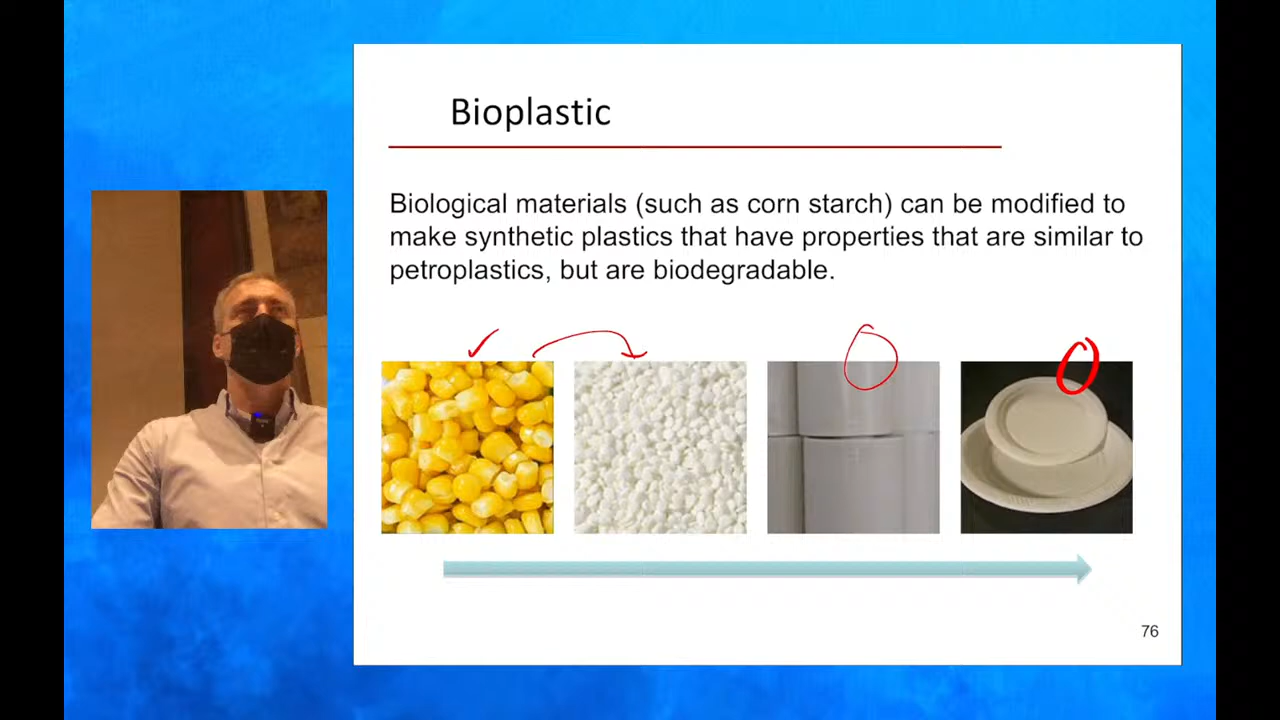 Bioplastic
Biological materials (such as corn starch) can be modified to
make synthetic plastics that have properties that are similar to
petroplastics, but are biodegradable.
76